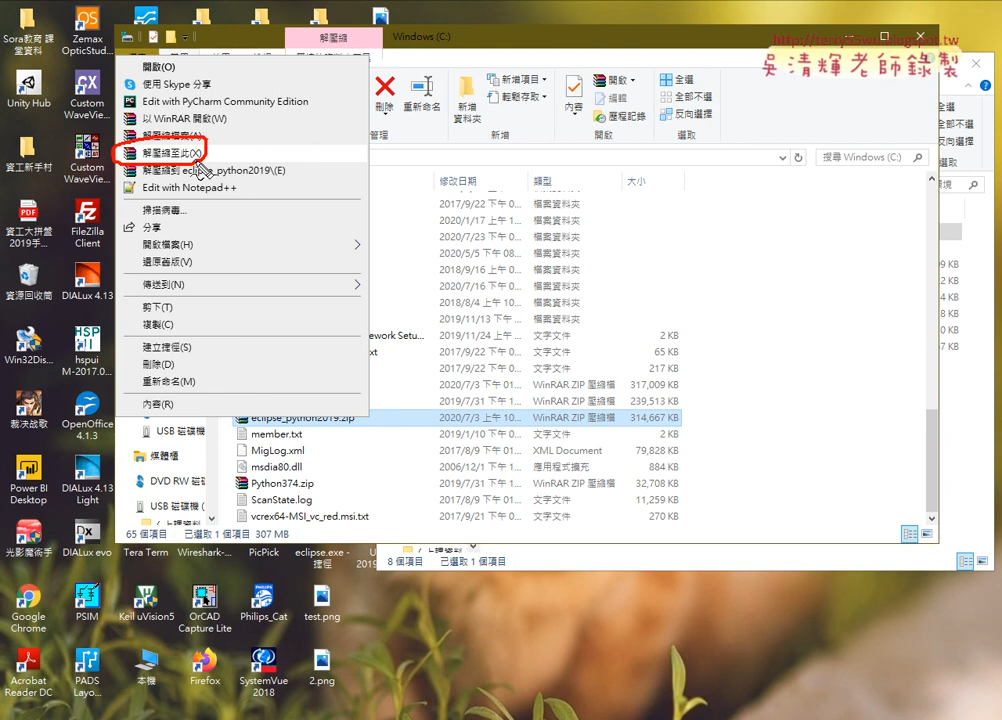 Sora教育 課堂資料
Zemax OpticStud...
Unity Hub
Custom WaveView...
資工新手村
Custom WaveView...
資工大拼盤 2019手...
FileZilla Client
資源回收筒
DIALux 4.13
Win32Dis...
hspui M-2017.0...
裁決战歌
OpenOffice 4.1.3
Power BI Desktop
DIALux 4.13 Light
光影魔術手
DIALux evo
Tera Term
Wireshark-...
PicPick
eclipse.exe - 捷徑
Google Chrome
PSIM
Keil uVision5
OrCAD Capture Lite
Philips_Cat
test.png
Acrobat Reader DC
PADS Layo...
本機
Firefox
SystemVue 2018
2.png
解壓縮
Windows (C:)
http://terry55wu.blogspot.tw
吳清輝老師錄製
開啟(O)
使用 Skype 分享
Edit with PyCharm Community Edition
以 WinRAR 開啟(W)
解壓縮檔案(A)...
解壓縮至此(X)
解壓縮到 eclipse_python2019\(E)
Edit with Notepad++
掃描病毒...
分享
開啟檔案(H)
還原舊版(V)
傳送到(N)
剪下(T)
複製(C)
建立捷徑(S)
刪除(D)
重新命名(M)
內容(R)
刪除
重新命名
管理
新增資料夾
新增項目
輕鬆存取
新增
內容
開啟
編輯
歷程記錄
開啟
全選
全部不選
反向選擇
選取
搜尋 Windows (C:)
修改日期
類型
大小
2017/9/22 下午 0...
檔案資料夾
2020/1/17 上午 1...
檔案資料夾
2020/7/23 下午 0...
檔案資料夾
2020/5/5 下午 08...
檔案資料夾
2018/9/16 上午 0...
檔案資料夾
2020/7/16 下午 0...
檔案資料夾
2018/8/4 上午 10...
檔案資料夾
2019/11/13 下午 ...
檔案資料夾
ework Setu...
2019/11/24 上午 ...
文字文件
2 KB
xt
2017/9/22 下午 0...
文字文件
65 KB
2017/9/22 下午 0...
文字文件
217 KB
2020/7/3 下午 01...
WinRAR ZIP 壓縮檔
317,009 KB
2019/7/31 下午 1...
WinRAR ZIP 壓縮檔
239,513 KB
eclipse_python2019.zip
2020/7/3 上午 10...
WinRAR ZIP 壓縮檔
314,667 KB
member.txt
2019/1/10 下午 0...
文字文件
2 KB
MigLog.xml
2017/8/9 下午 01...
XML Document
79,828 KB
msdia80.dll
2006/12/1 下午 1...
應用程式擴充
884 KB
Python374.zip
2019/7/31 下午 0...
WinRAR ZIP 壓縮檔
32,708 KB
ScanState.log
2017/8/9 下午 01...
文字文件
11,259 KB
vcrex64-MSI_vc_red.msi.txt
2017/9/21 下午 0...
文字文件
270 KB
USB 磁碟機
媒體櫃
DVD RW 磁碟
USB 磁碟機 (
65 個項目
已選取 1 個項目
307 MB
8 個項目
已選取 1 個項目
全選
全部不選
反向選擇
選取